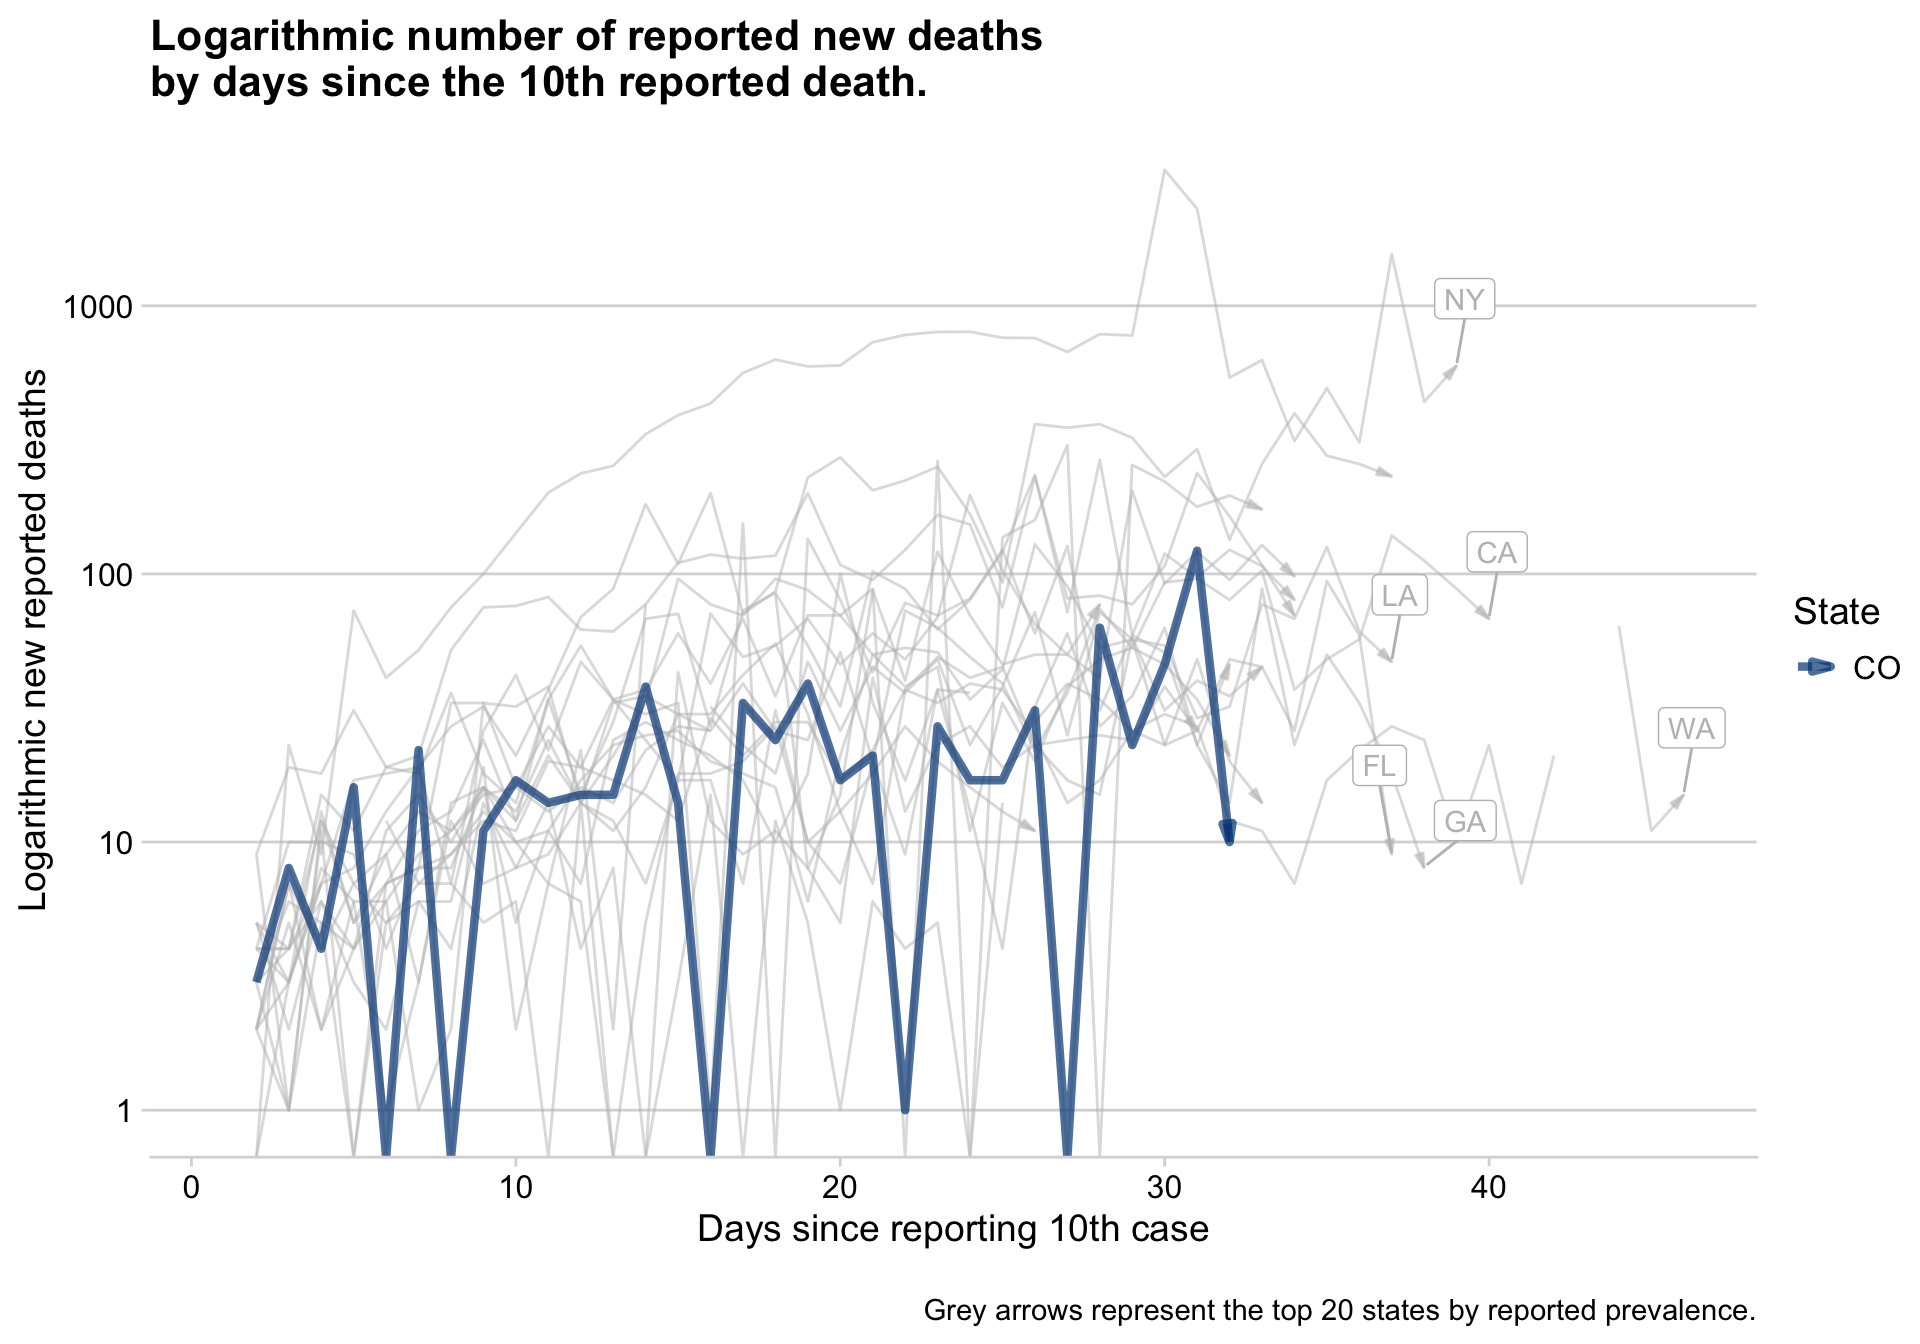 Logarithmic number of reported new deaths
by days since the 10th reported death.
Logarithmic new reported deaths
1000
100
10
1
NY
CA
LA
WA
FL
GA
State
CO
0 10 20 30 40
Days since reporting 10th case
Grey arrows represent the top 20 states by reported prevalence.